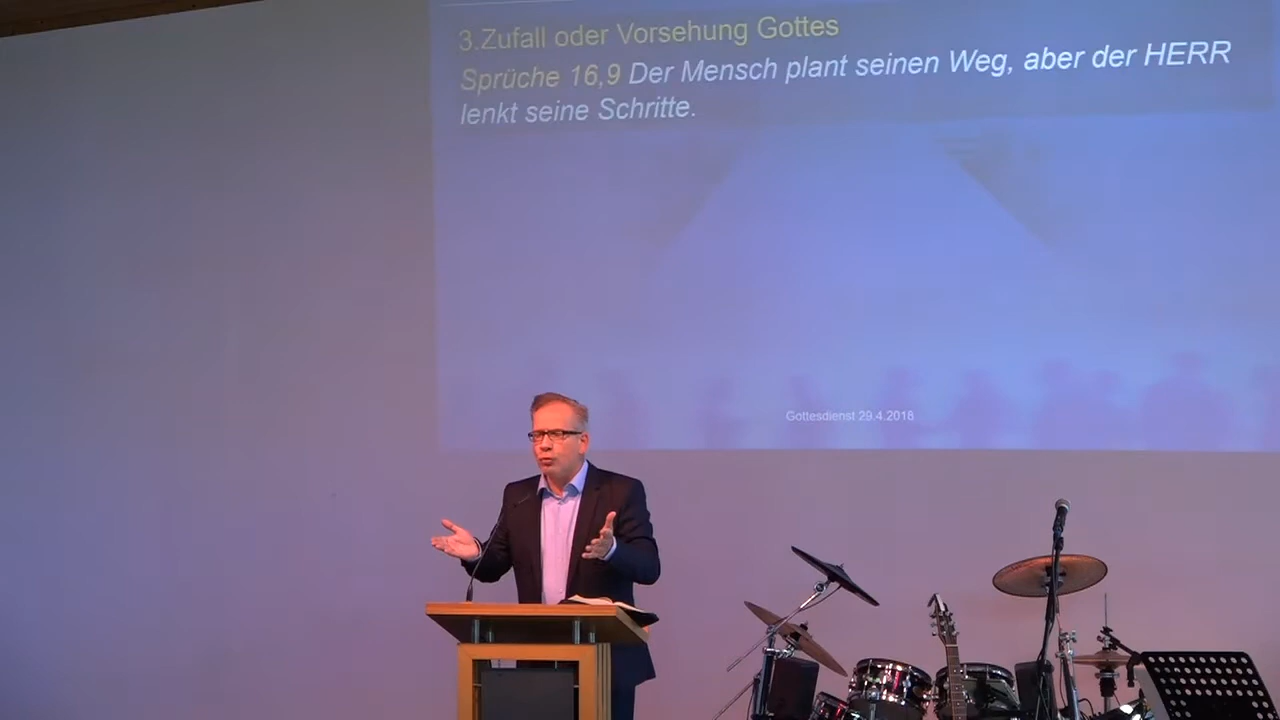 3.Zufall oder Vorsehung Gottes
Sprüche 16,9 Der Mensch plant seinen Weg, aber der HERR
lenkt seine Schritte.
Gottesdienst 29.4.2018